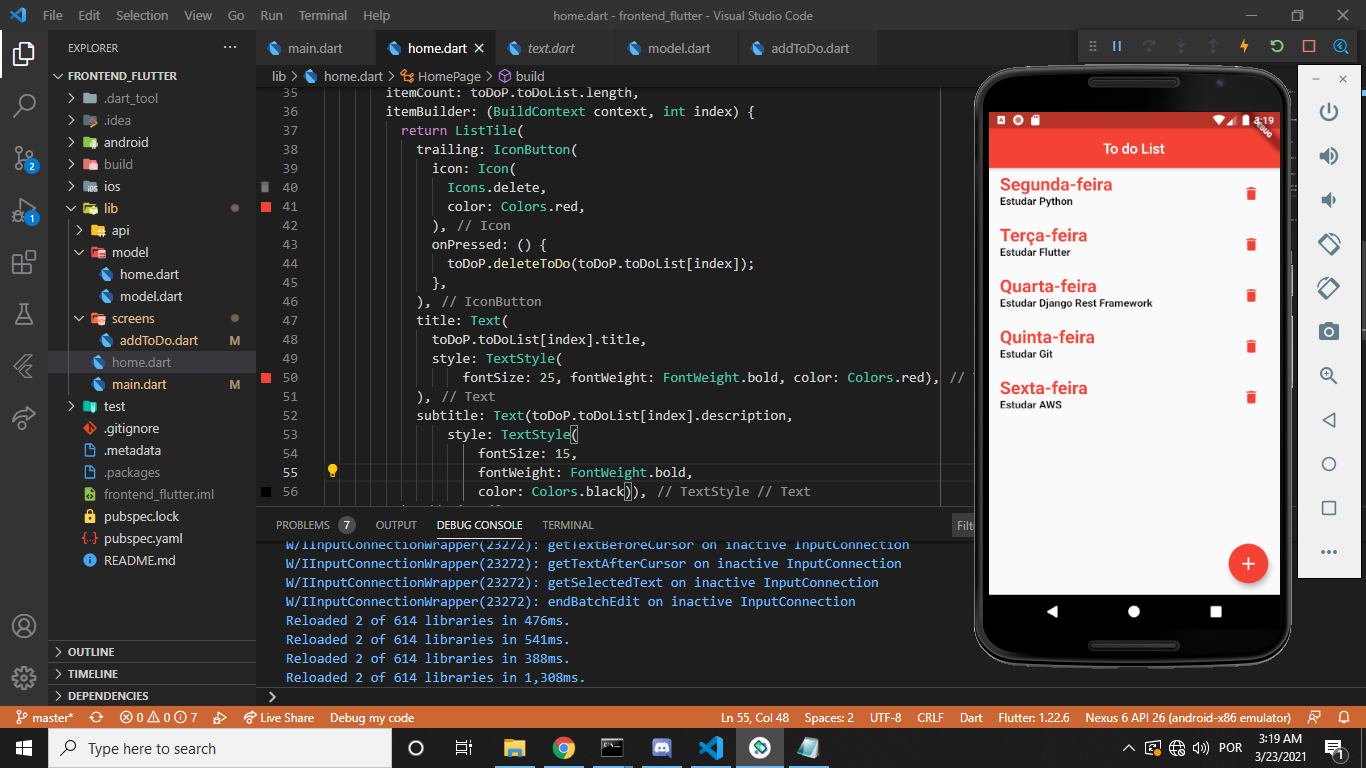 File Edit Selection View Go Run Terminal Help
home.dart - frontend_flutter - Visual Studio Code
EXPLORER
FRONTEND_FLUTTER
.dart_tool
.idea
android
build
ios
lib
api
model
home.dart
model.dart
screens
addToDo.dart M
home.dart
main.dart M
test
.gitignore
.metadata
.packages
frontend_flutter.iml
pubspec.lock
pubspec.yaml
README.md
OUTLINE
TIMELINE
DEPENDENCIES
main.dart home.dart text.dart model.dart addToDo.dart
lib > home.dart > HomePage > build
35 itemCount: toDoP.toDoList.length,
36 itemBuilder: (BuildContext context, int index) {
37 return ListTile(
38 trailing: IconButton(
39 icon: Icon(
40 Icons.delete,
41 color: Colors.red,
42 ), // Icon
43 onPressed: () {
44 toDoP.deleteToDo(toDoP.toDoList[index]);
45 },
46 ), // IconButton
47 title: Text(
48 toDoP.toDoList[index].title,
49 style: TextStyle(
50 fontSize: 25, fontWeight: FontWeight.bold, color: Colors.red), //
51 ), // Text
52 subtitle: Text(toDoP.toDoList[index].description,
53 style: TextStyle(
54 fontSize: 15,
55 fontWeight: FontWeight.bold,
56 color: Colors.black)), // TextStyle // Text
PROBLEMS 7 OUTPUT DEBUG CONSOLE TERMINAL
Filte
W/IInputConnectionWrapper(23272): getTextBeforeCursor on inactive InputConnection
W/IInputConnectionWrapper(23272): getTextAfterCursor on inactive InputConnection
W/IInputConnectionWrapper(23272): getSelectedText on inactive InputConnection
W/IInputConnectionWrapper(23272): endBatchEdit on inactive InputConnection
Reloaded 2 of 614 libraries in 476ms.
Reloaded 2 of 614 libraries in 541ms.
Reloaded 2 of 614 libraries in 388ms.
Reloaded 2 of 614 libraries in 1,308ms.
3:19
DEBUG
To do List
Segunda-feira
Estudar Python
Terça-feira
Estudar Flutter
Quarta-feira
Estudar Django Rest Framework
Quinta-feira
Estudar Git
Sexta-feira
Estudar AWS
2
1
master* 0 0 7 Live Share Debug my code
Ln 55, Col 48 Spaces: 2 UTF-8 CRLF Dart Flutter: 1.22.6 Nexus 6 API 26 (android-x86 emulator)
Type here to search
POR
3:19 AM
3/23/2021
1